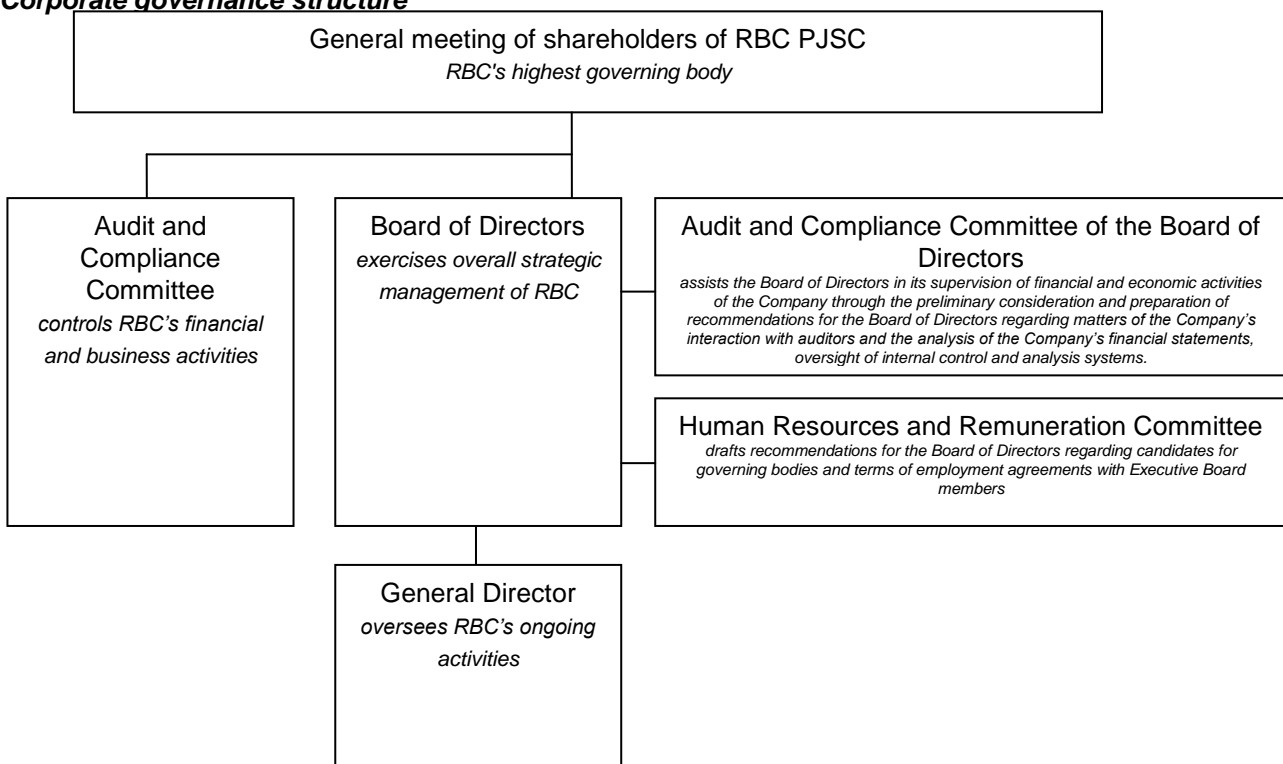 Corporate governance structure
General meeting of shareholders of RBC PJSC
RBC's highest governing body
Audit and
Compliance
Committee
controls RBC’s financial
and business activities
Board of Directors
exercises overall strategic
management of RBC
Audit and Compliance Committee of the Board of
Directors
assists the Board of Directors in its supervision of financial and economic activities
of the Company through the preliminary consideration and preparation of
recommendations for the Board of Directors regarding matters of the Company’s
interaction with auditors and the analysis of the Company’s financial statements,
oversight of internal control and analysis systems.
Human Resources and Remuneration Committee
drafts recommendations for the Board of Directors regarding candidates for
governing bodies and terms of employment agreements with Executive Board
members
General Director
oversees RBC’s ongoing
activities